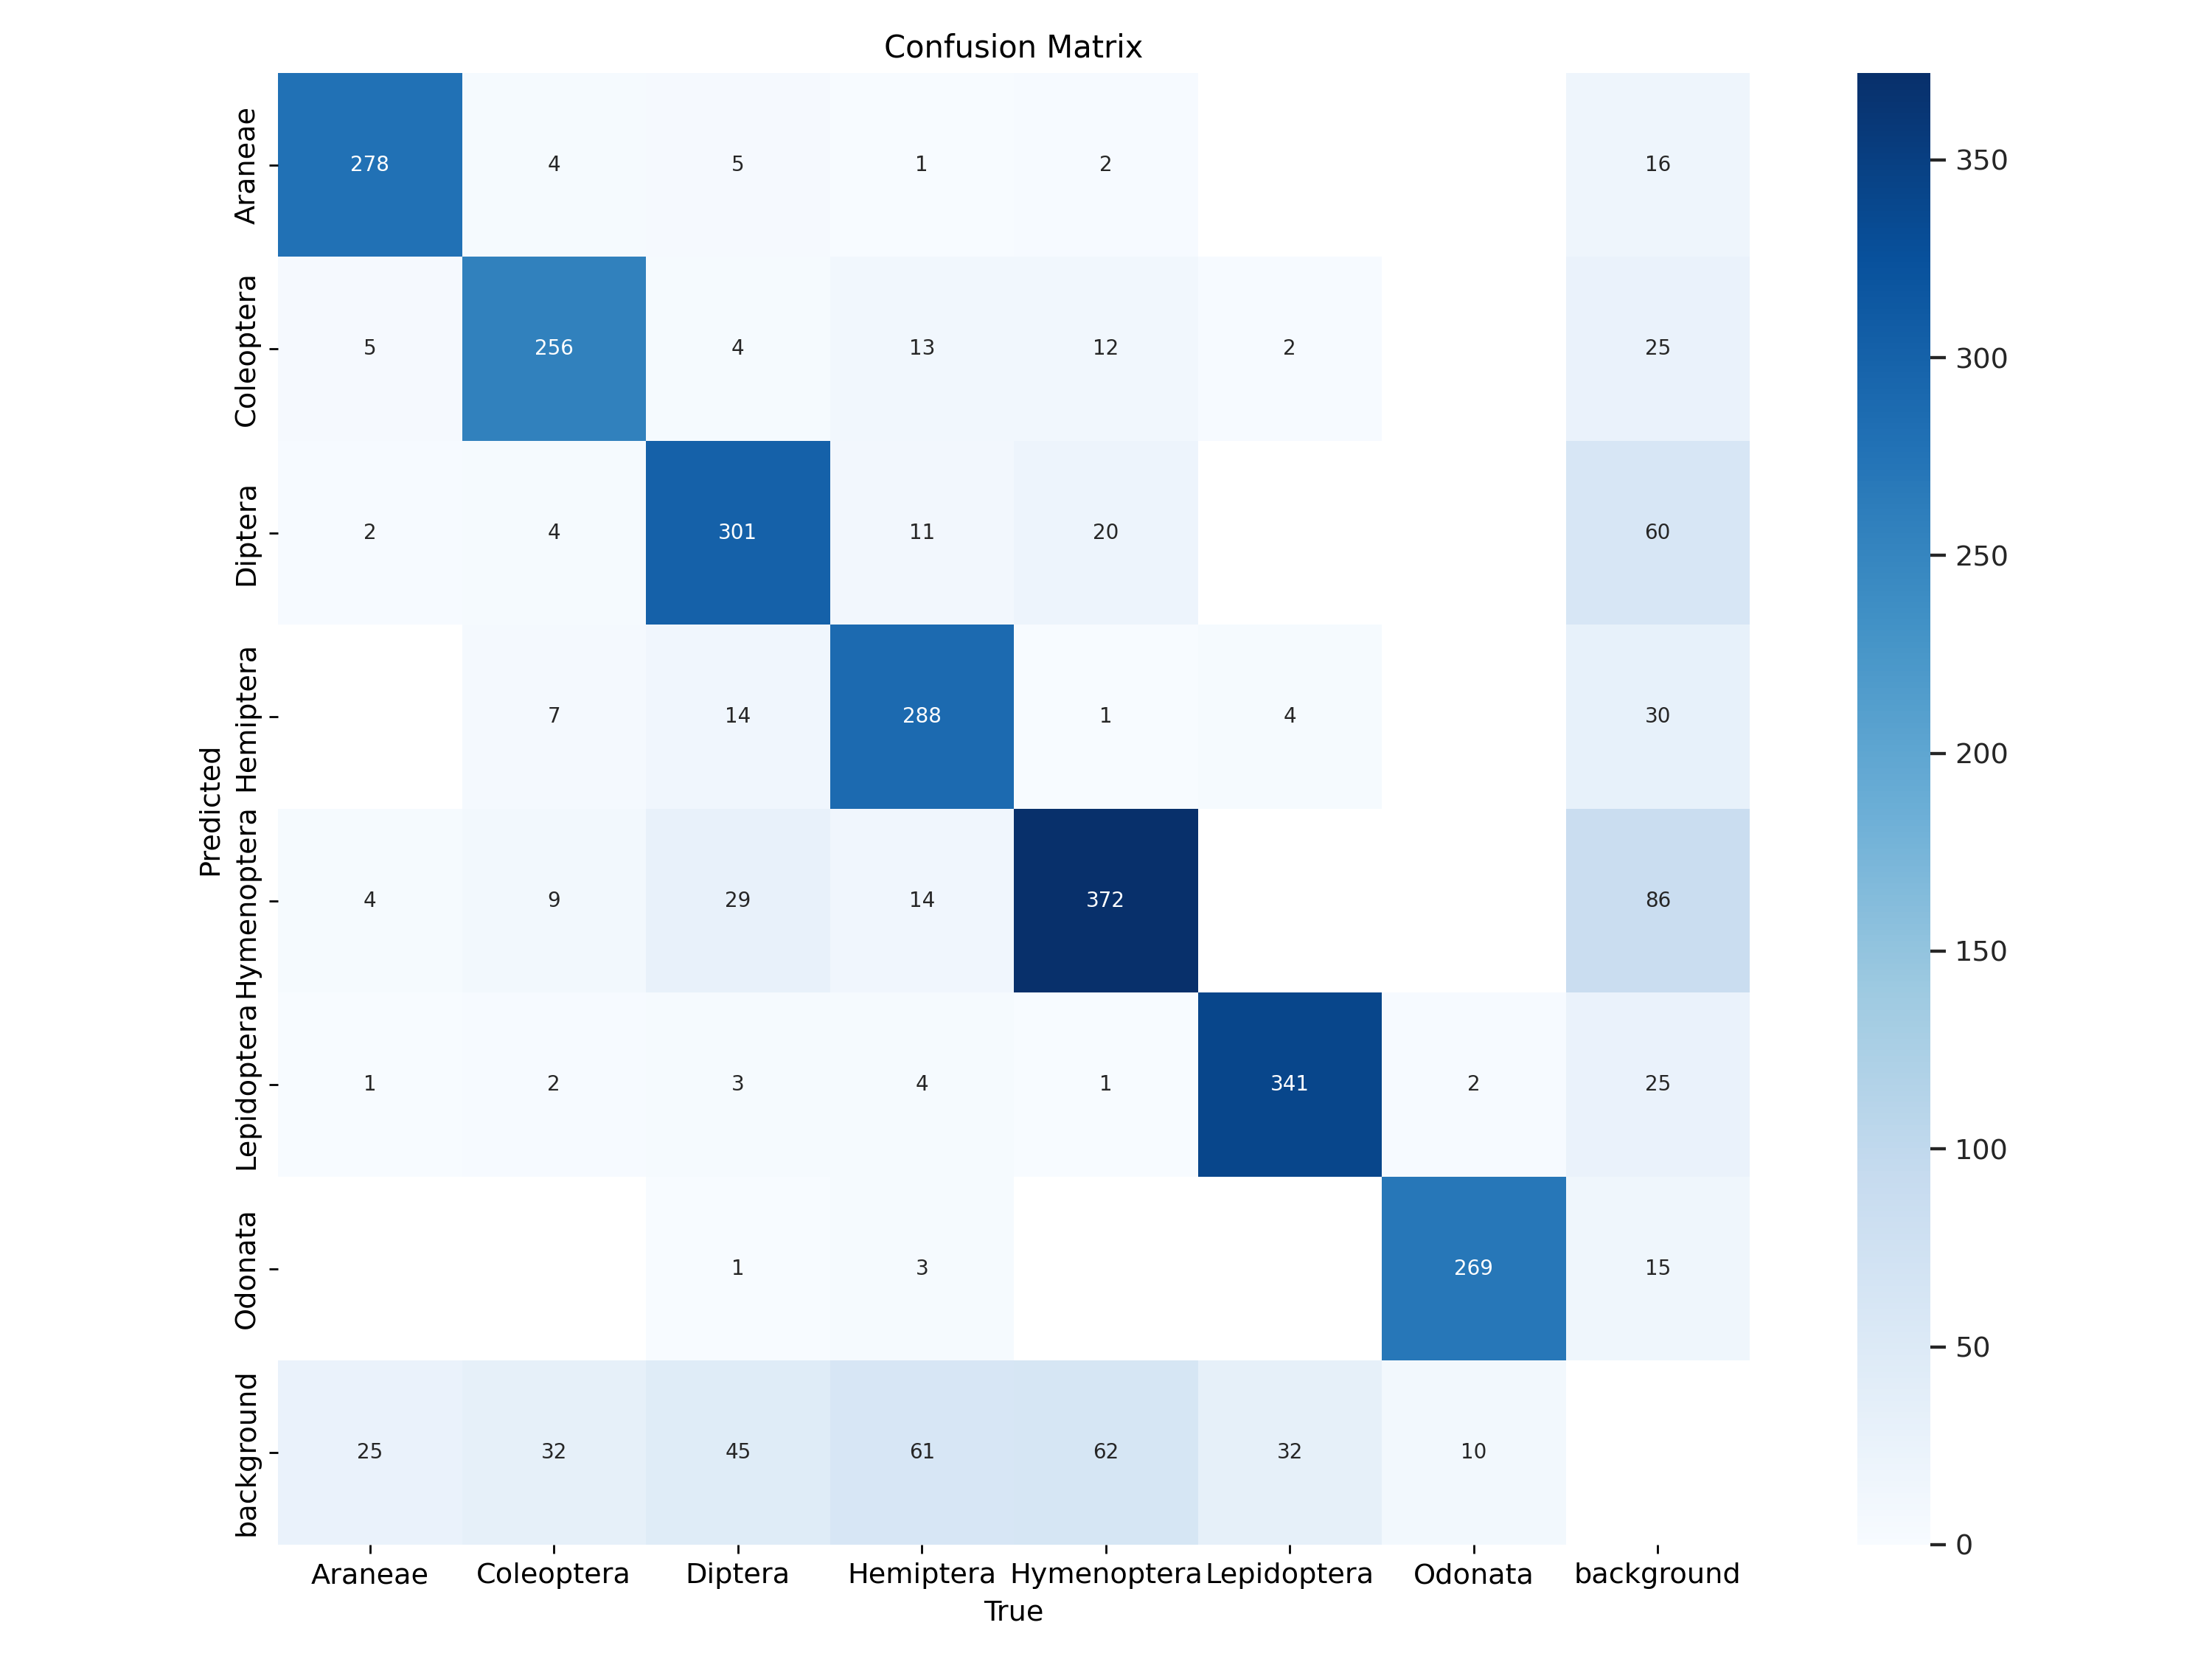 Confusion Matrix
Araneae 278 4 5 1 2 16
Coleoptera 5 256 4 13 12 2 25
Diptera 2 4 301 11 20 60
Hemiptera 7 14 288 1 4 30
Hymenoptera 4 9 29 14 372 86
Lepidoptera 1 2 3 4 1 341 2 25
Odonata 1 3 269 15
background 25 32 45 61 62 32 10
Predicted
Araneae Coleoptera Diptera Hemiptera Hymenoptera Lepidoptera Odonata background
True
350
300
250
200
150
100
50
0